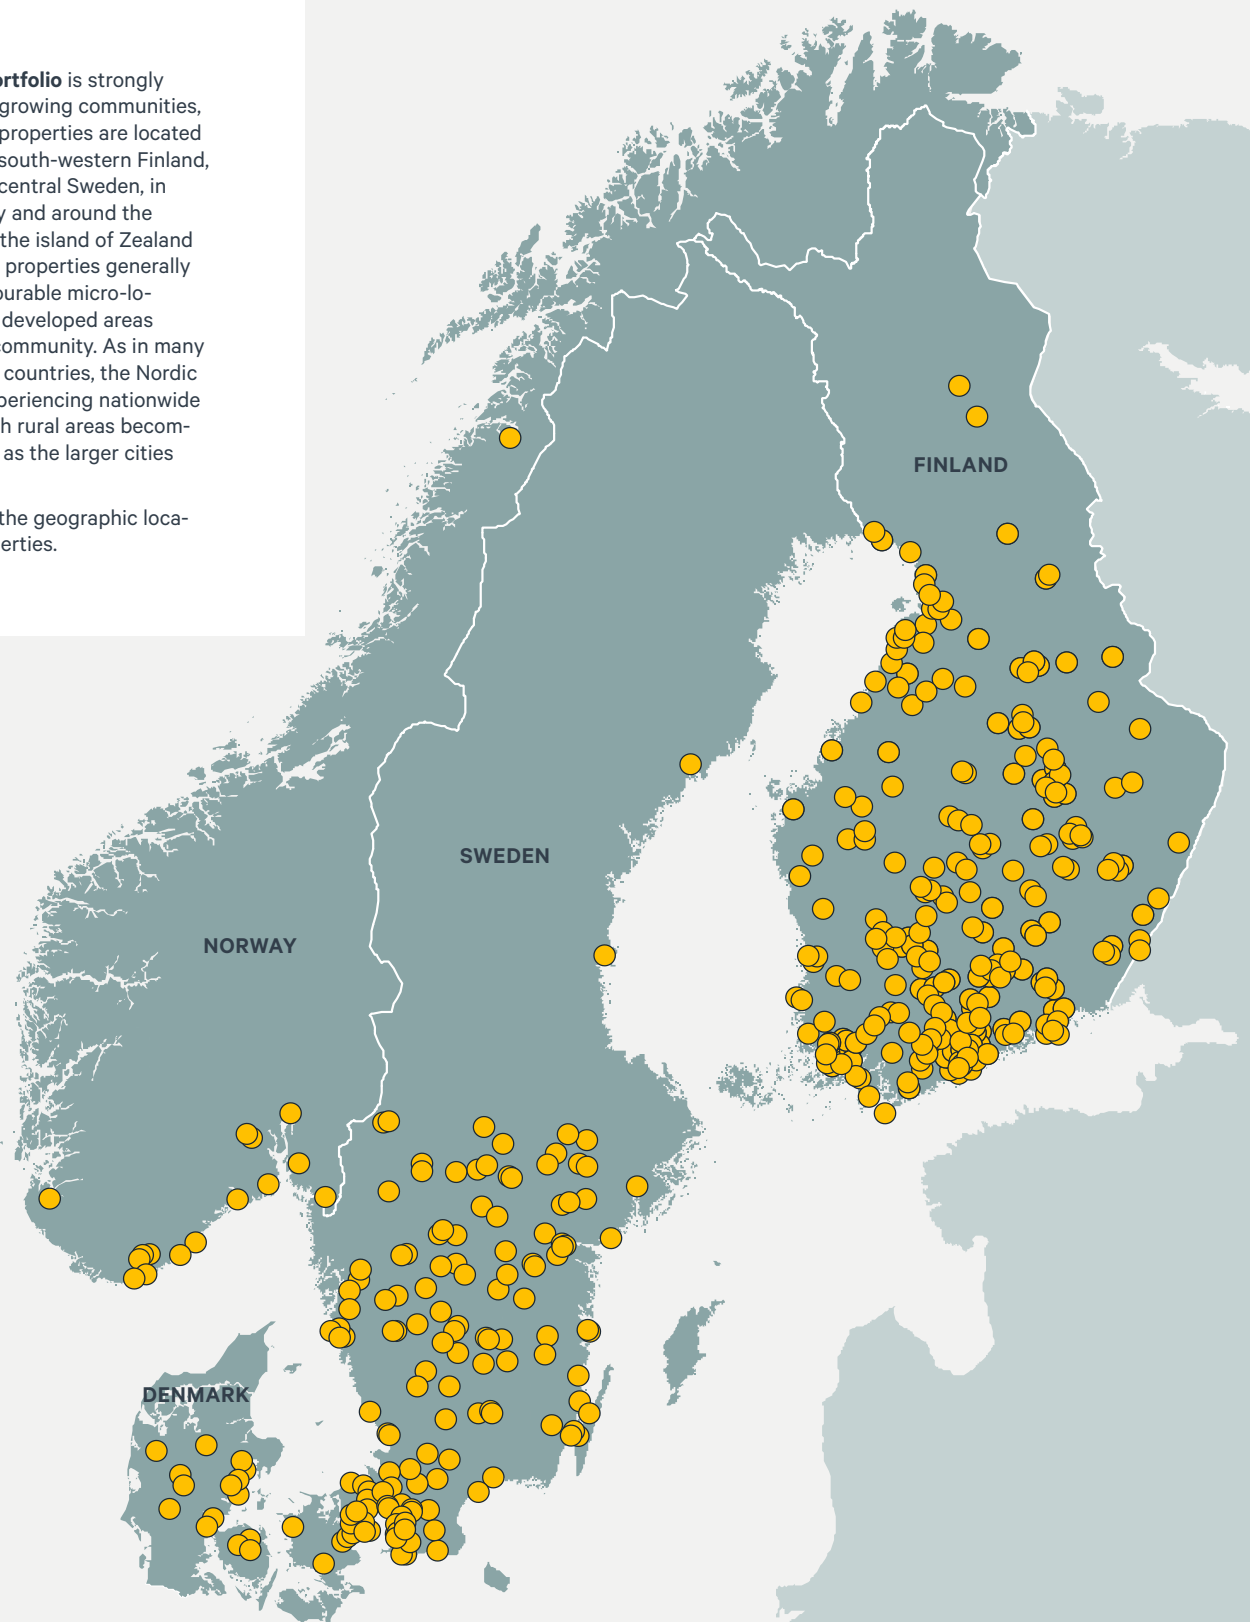 ortfolio is strongly
growing communities,
properties are located
south-western Finland,
central Sweden, in
y and around the
the island of Zealand
properties generally
ourable micro-lo-
developed areas
community. As in many
countries, the Nordic
periencing nationwide
h rural areas becom-
as the larger cities
the geographic loca-
erties.
FINLAND
SWEDEN
NORWAY
DENMARK